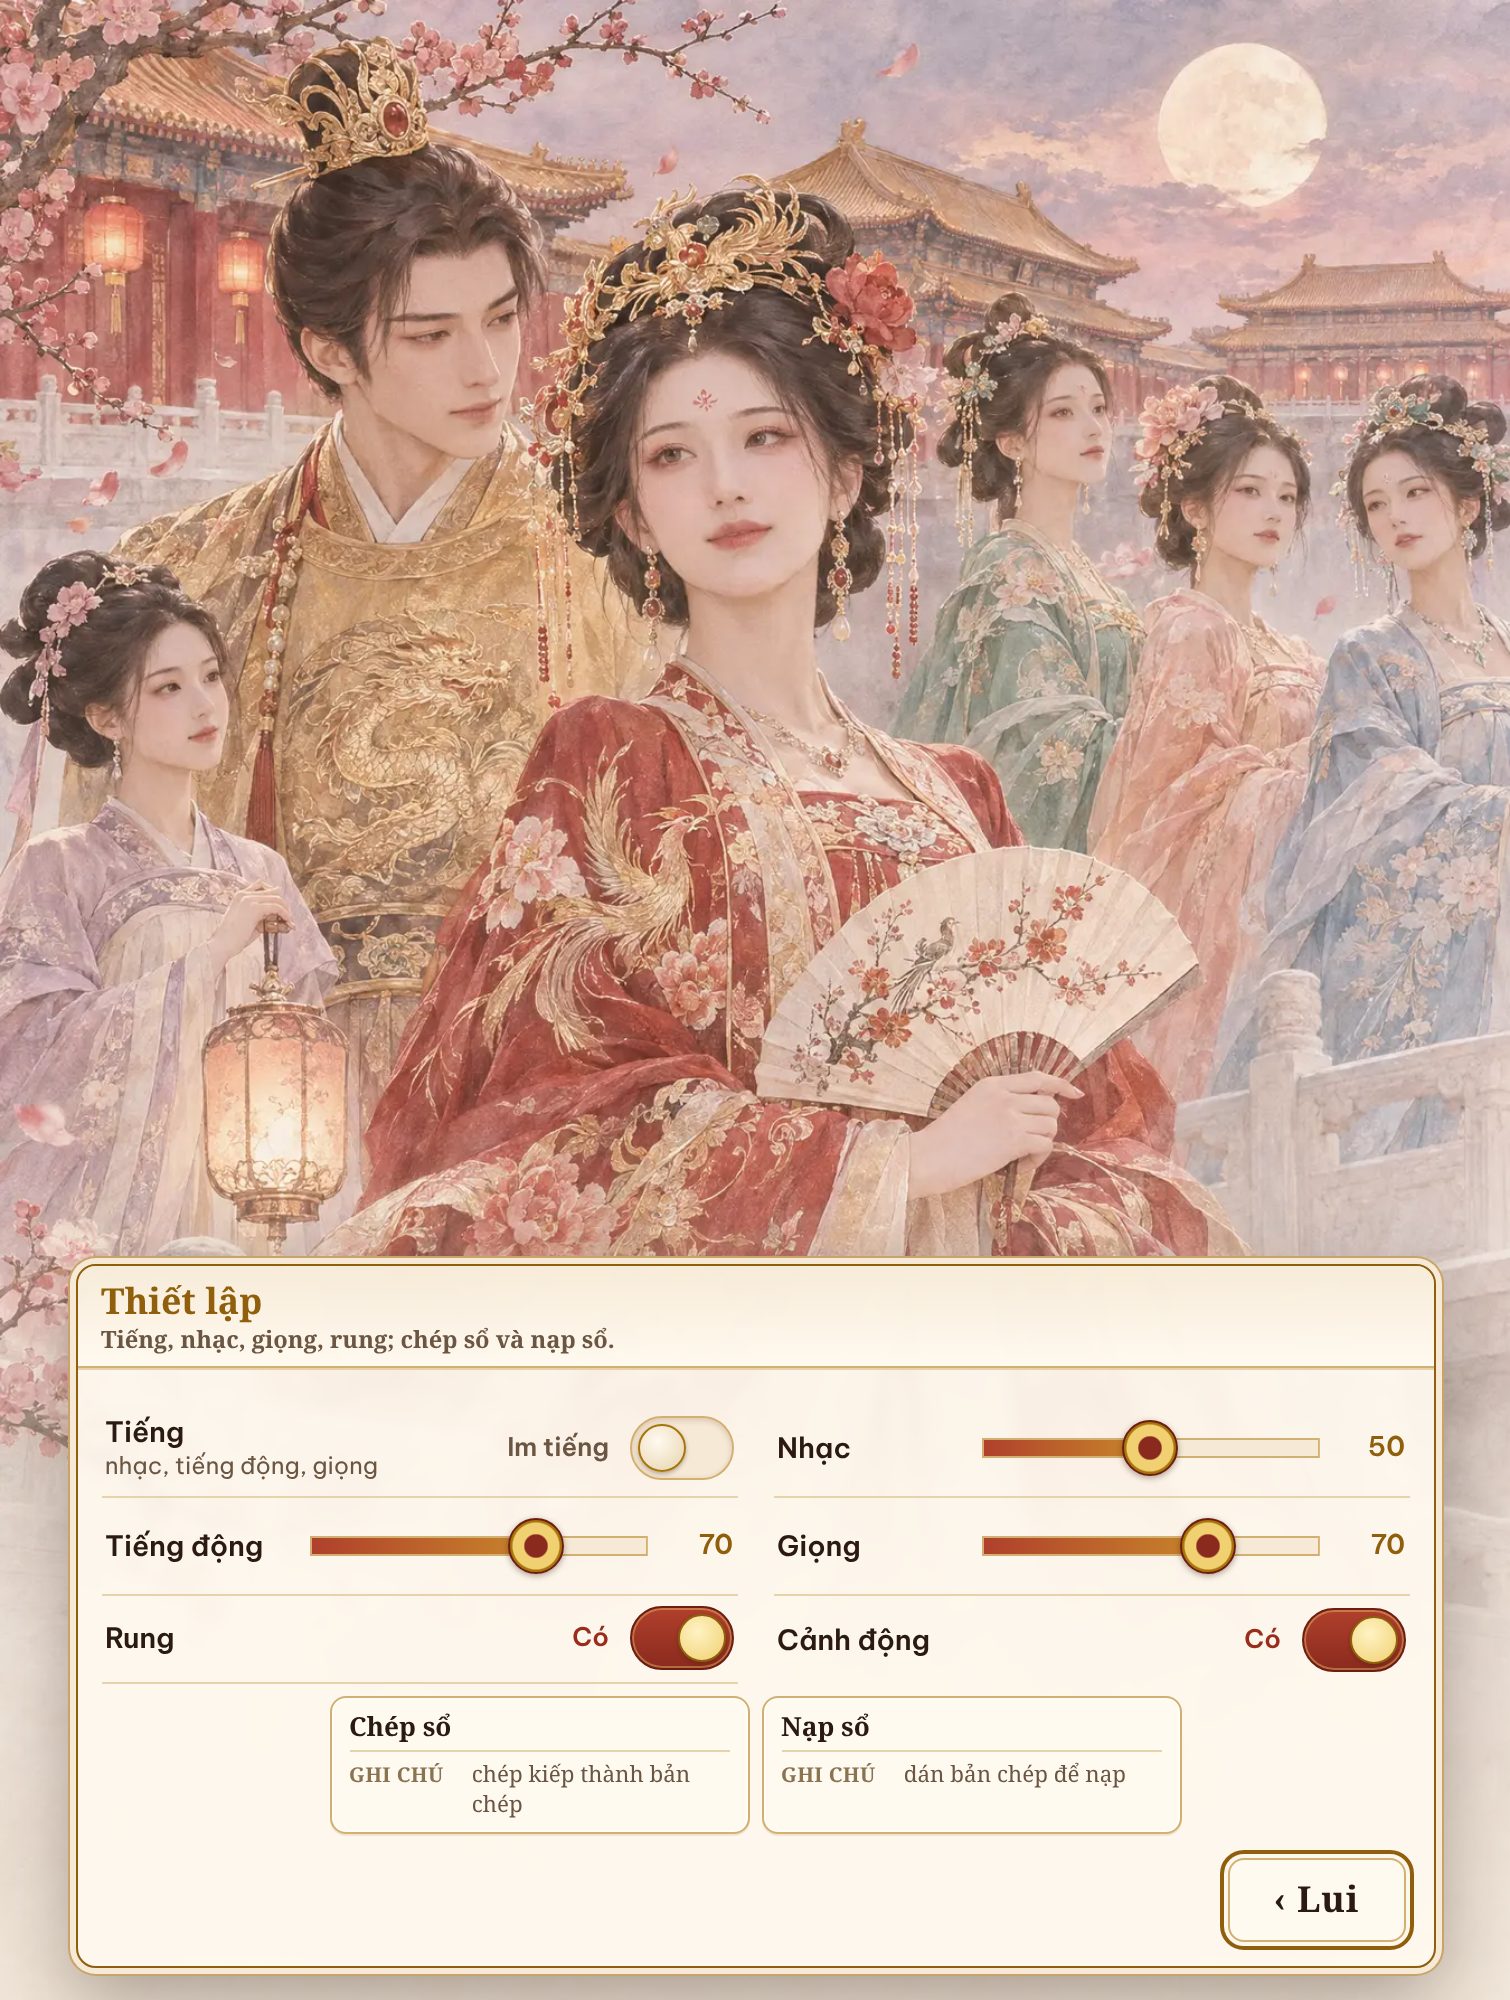 Thiết lập
Tiếng, nhạc, giọng, rung; chép sổ và nạp sổ.
Tiếng
nhạc, tiếng động, giọng
Im tiếng
Nhạc
50
Tiếng động
70
Giọng
70
Rung
Có
Cảnh động
Có
Chép sổ
GHI CHÚ chép kiếp thành bản
chép
Nạp sổ
GHI CHÚ dán bản chép để nạp
‹ Lui